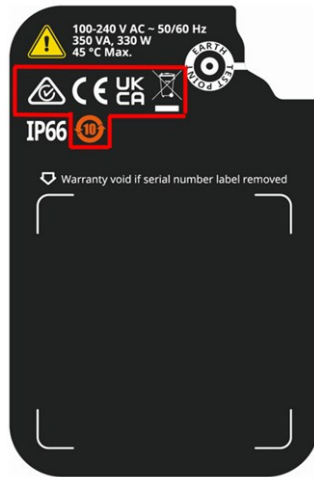 100-240 V AC ~ 50/60 Hz
350 VA, 330 W
45 °C Max.
EARTH TEST POINT
CE UK CA
IP66 10
Warranty void if serial number label removed